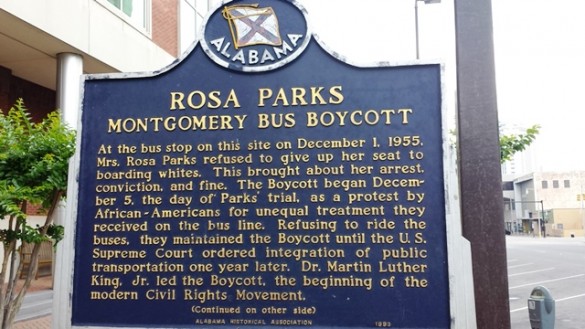 ALABAMA
ROSA PARKS
MONTGOMERY BUS BOYCOTT
At the bus stop on this site on December 1, 1955,
Mrs. Rosa Parks refused to give up her seat to
boarding whites. This brought about her arrest,
conviction, and fine. The Boycott began Decem-
ber 5, the day of Parks' trial, as a protest by
African-Americans for unequal treatment they
received on the bus line. Refusing to ride the
buses, they maintained the Boycott until the U.S.
Supreme Court ordered integration of public
transportation one year later. Dr. Martin Luther
King, Jr. led the Boycott, the beginning of the
modern Civil Rights Movement.
(Continued on other side)
ALABAMA HISTORICAL ASSOCIATION 1993